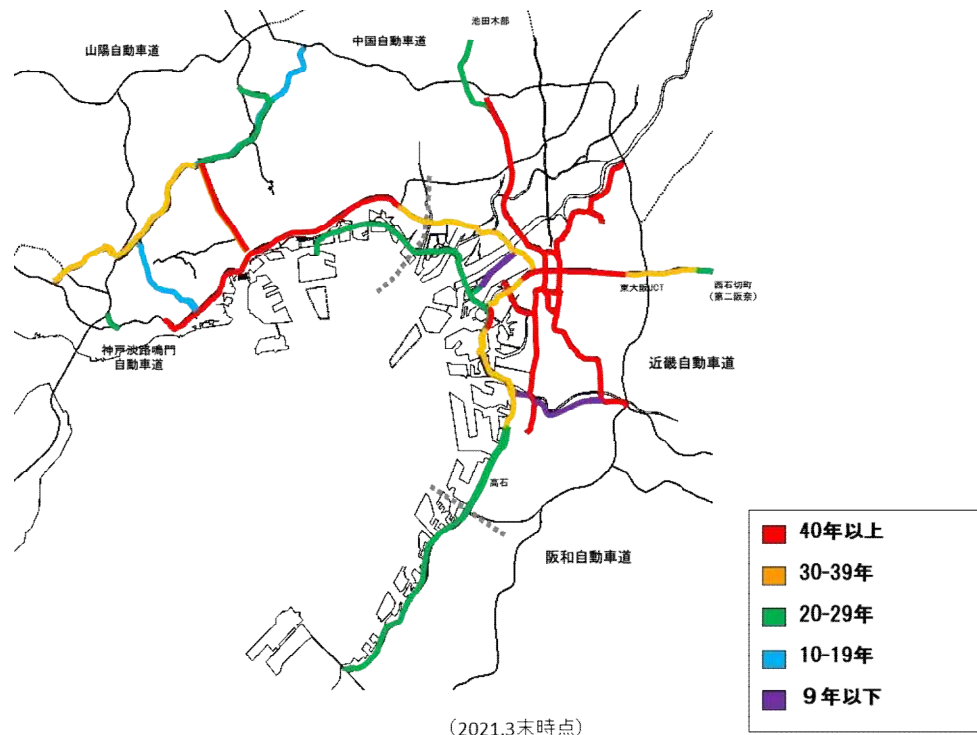 池田木部
中国自動車道
山陽自動車道
東大阪JCT
西石切町
(第二阪奈)
神戸淡路鳴門
自動車道
近畿自動車道
高石
阪和自動車道
40年以上
30-39年
20-29年
10-19年
９年以下
(2021.3末時点)